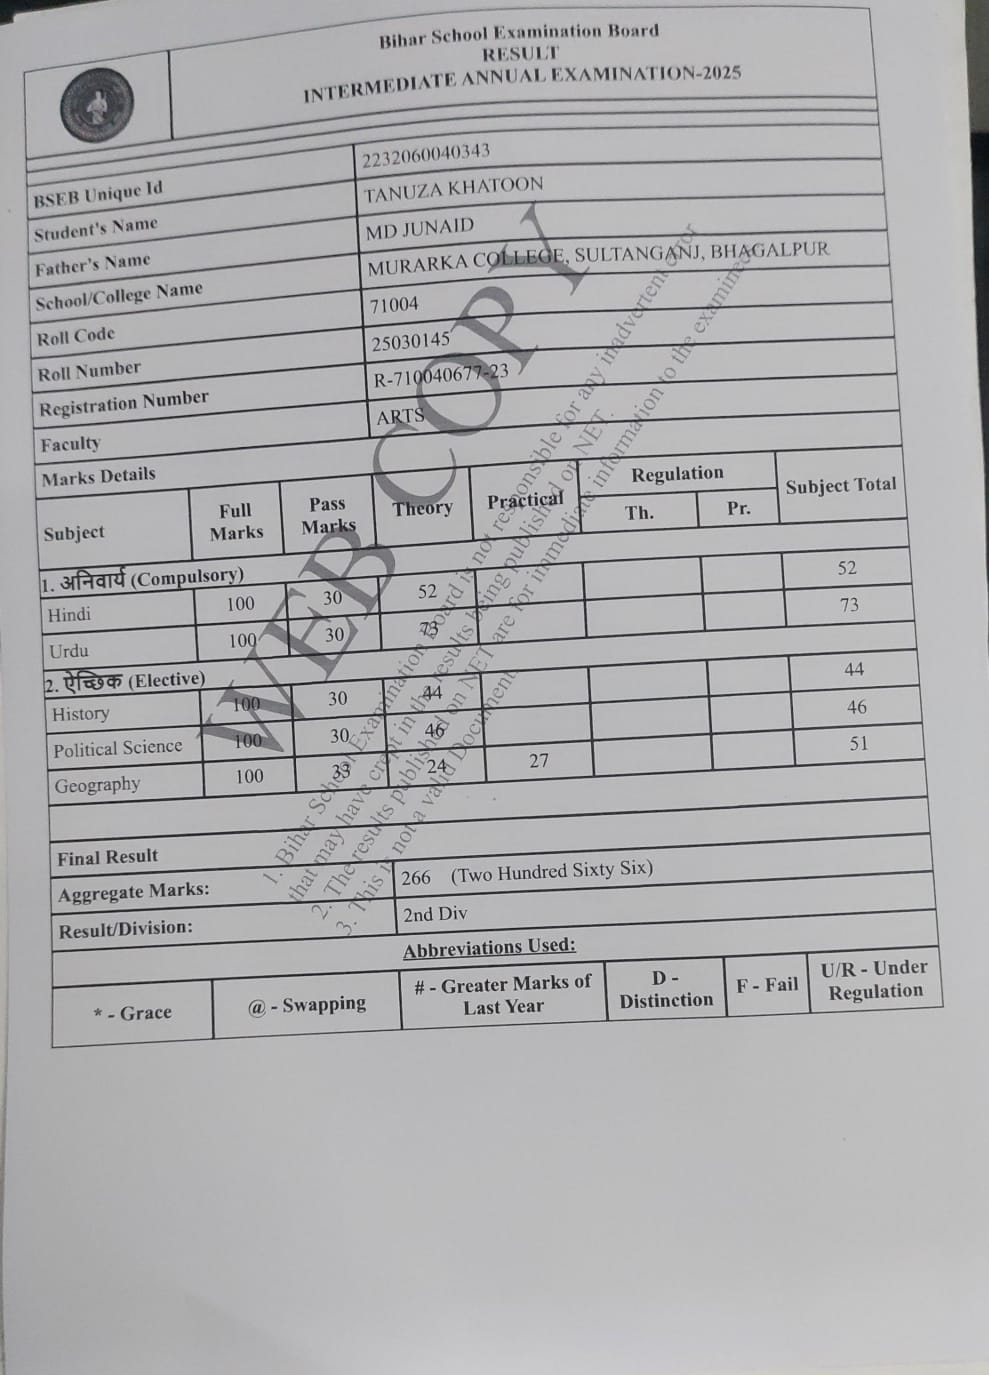 Bihar School Examination Board
RESULT
INTERMEDIATE ANNUAL EXAMINATION-2025
BSEB Unique Id 2232060040343
Student's Name TANUZA KHATOON
Father's Name MD JUNAID
School/College Name MURARKA COLLEGE, SULTANGANJ, BHAGALPUR
Roll Code 71004
Roll Number 25030145
Registration Number R-710040677-23
Faculty ARTS
Marks Details
Subject Full Marks Pass Marks Theory Practical Regulation Th. Pr. Subject Total
1. अनिवार्य (Compulsory)
Hindi 100 30 52 52
Urdu 100 30 73 73
2. ऐच्छिक (Elective)
History 100 30 44 44
Political Science 100 30 46 46
Geography 100 33 24 27 51
Final Result
Aggregate Marks: 266 (Two Hundred Sixty Six)
Result/Division: 2nd Div
Abbreviations Used:
* - Grace @ - Swapping # - Greater Marks of Last Year D - Distinction F - Fail U/R - Under Regulation
WEB COPY
1. Bihar School Examination Board is not responsible for any inadvertent error
that may have crept in the results being published on NET.
2. The results published on NET are for immediate information to the examinee.
3. This is not a valid Document.